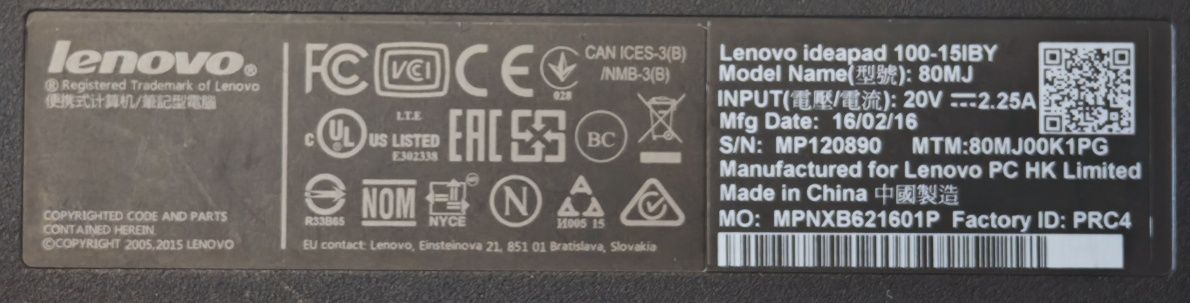 lenovo®
® Registered Trademark of Lenovo
便携式计算机/筆記型電腦
COPYRIGHTED CODE AND PARTS
CONTAINED HEREIN.
©COPYRIGHT 2005,2015 LENOVO
FC VCI CE 028 CAN ICES-3(B)
/NMB-3(B)
I.T.E
C UL US LISTED
E302338
EAC BC
R33B65 NOM NYCE N И005 15
EU contact: Lenovo, Einsteinova 21, 851 01 Bratislava, Slovakia
Lenovo ideapad 100-15IBY
Model Name(型號): 80MJ
INPUT(電壓/電流): 20V ⎓ 2.25A
Mfg Date: 16/02/16
S/N: MP120890 MTM:80MJ00K1PG
Manufactured for Lenovo PC HK Limited
Made in China 中國製造
MO: MPNXB621601P Factory ID: PRC4